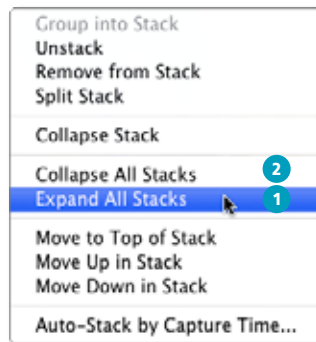 Group into Stack
Unstack
Remove from Stack
Split Stack
Collapse Stack
Collapse All Stacks 2
Expand All Stacks 1
Move to Top of Stack
Move Up in Stack
Move Down in Stack
Auto-Stack by Capture Time...